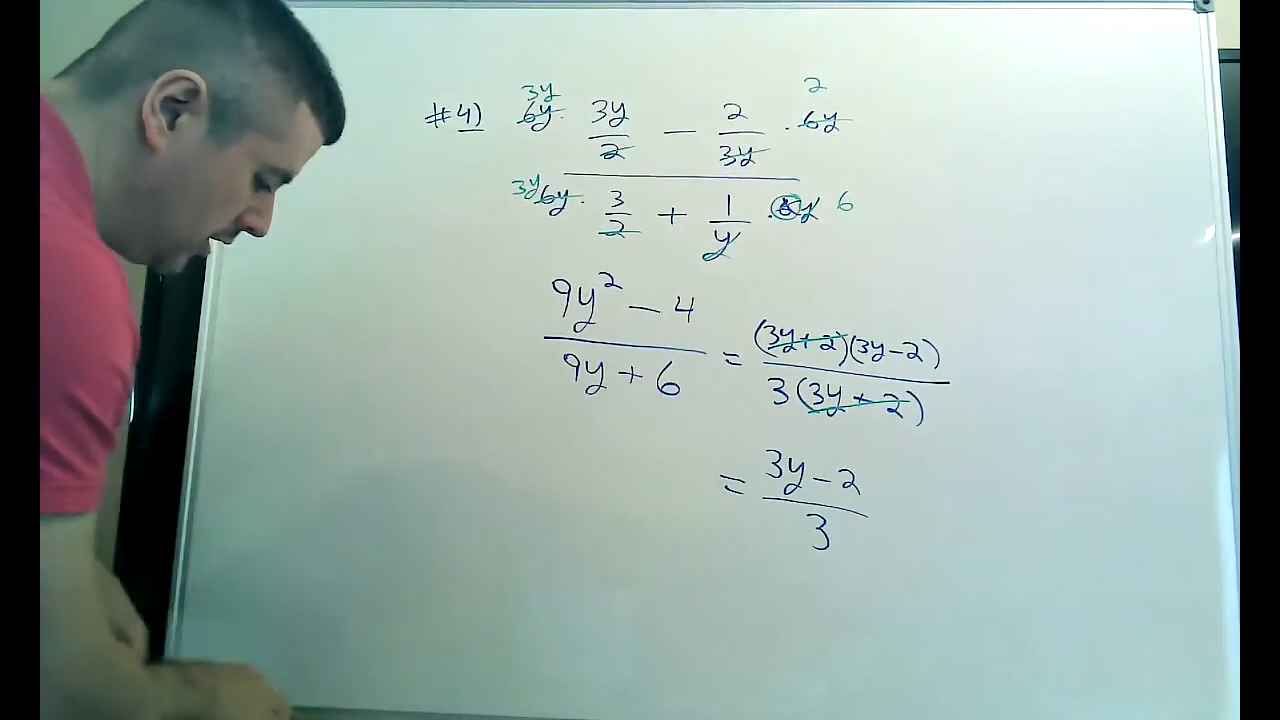 3y 2
#4) 6y · 3y/2 − 2/3y · 6y
3y 6y · 3/2 + 1/y · 6y 6
9y² − 4 / 9y + 6 = (3y+2)(3y−2) / 3(3y + 2)
= 3y − 2 / 3